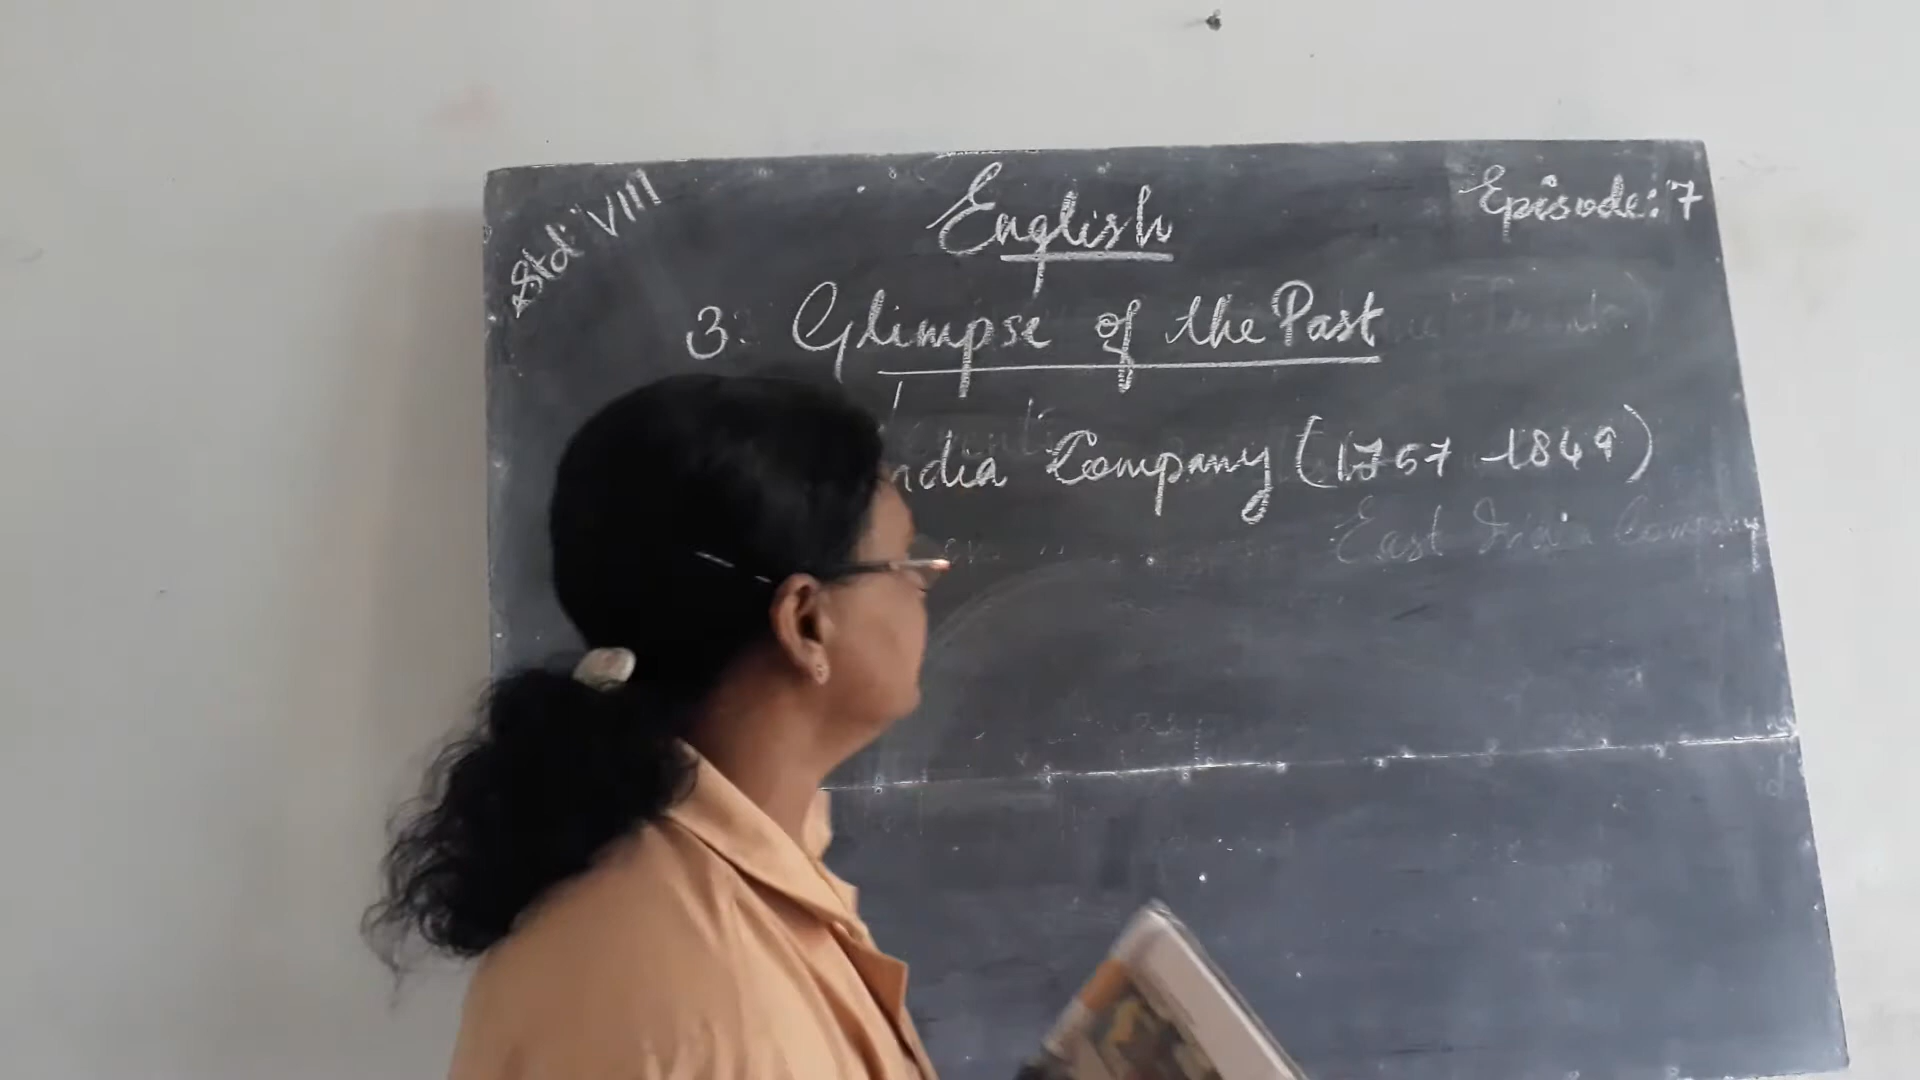 Std: VIII
English
Episode: 7
3. Glimpse of the Past
India Company (1757 - 1849)
East India Company